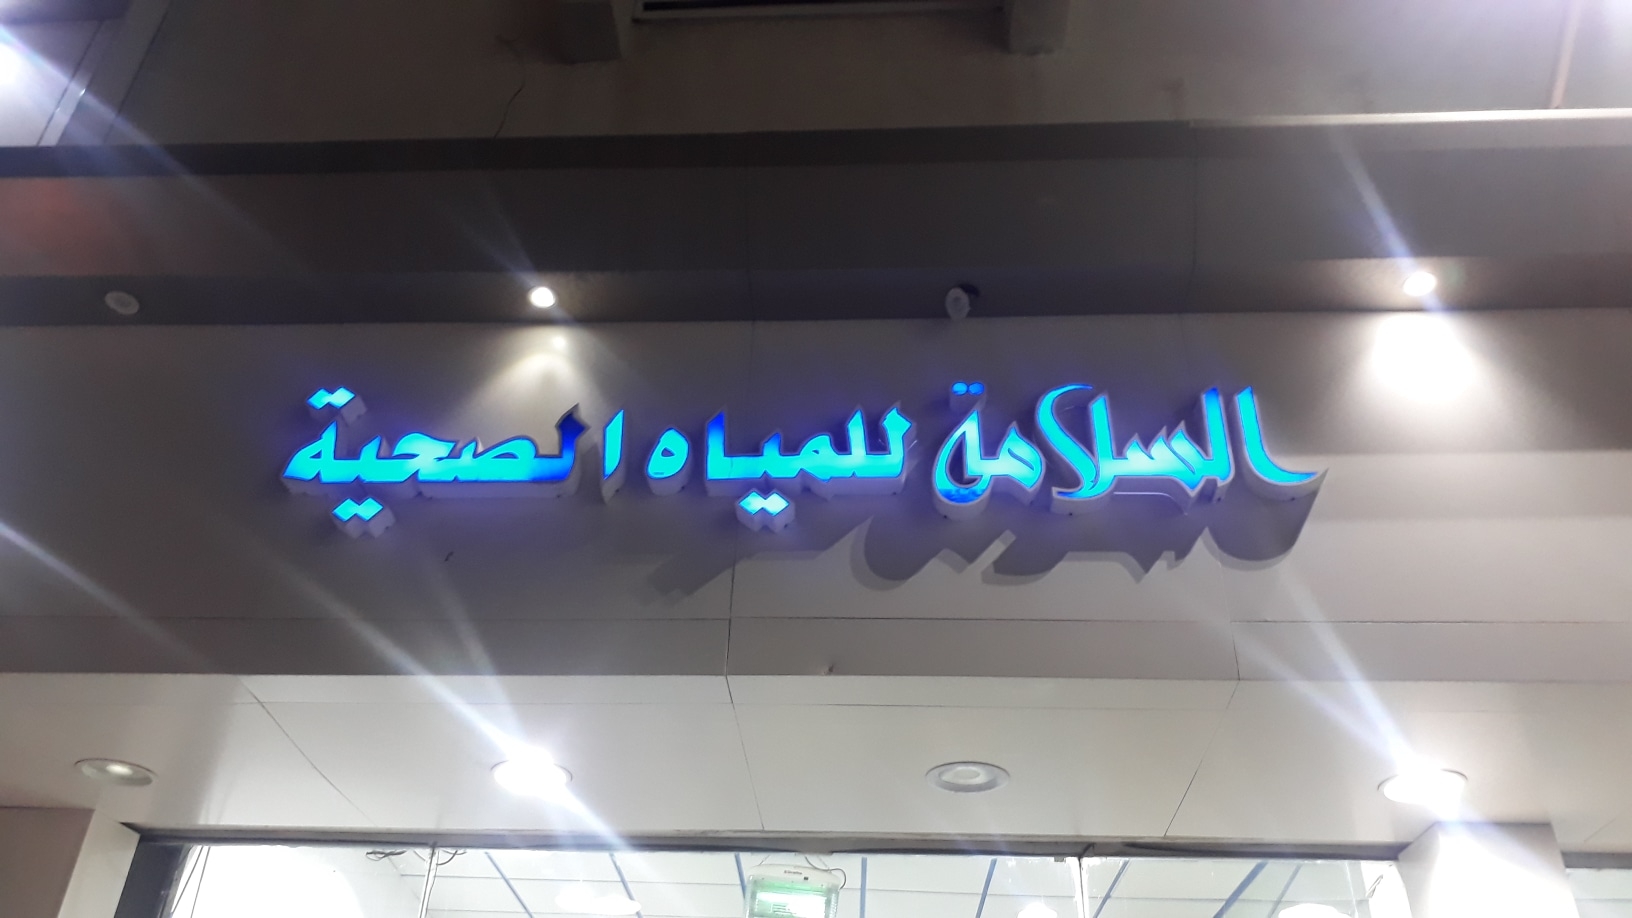 السلامة للمياه الصحية